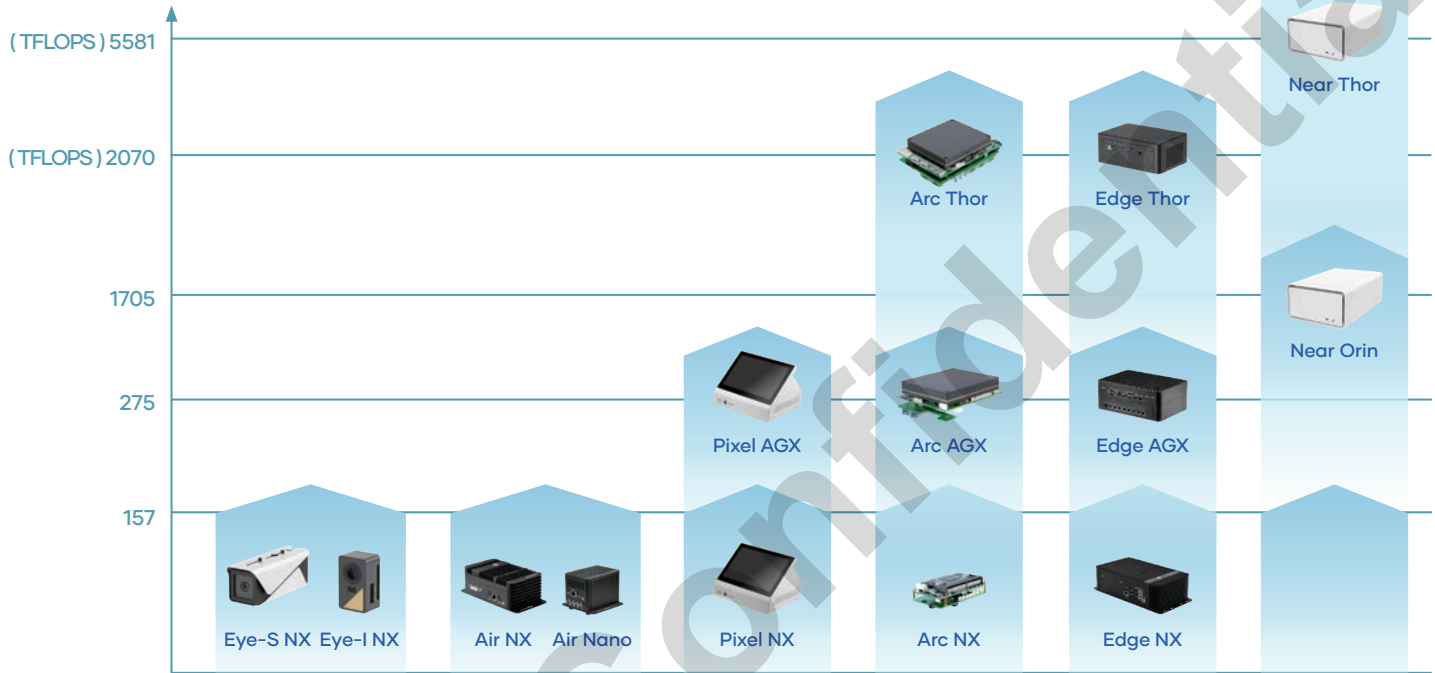 (TFLOPS) 5581
Near Thor
(TFLOPS) 2070
Arc Thor
Edge Thor
1705
Near Orin
275
Pixel AGX
Arc AGX
Edge AGX
157
Eye-S NX
Eye-I NX
Air NX
Air Nano
Pixel NX
Arc NX
Edge NX
confidential